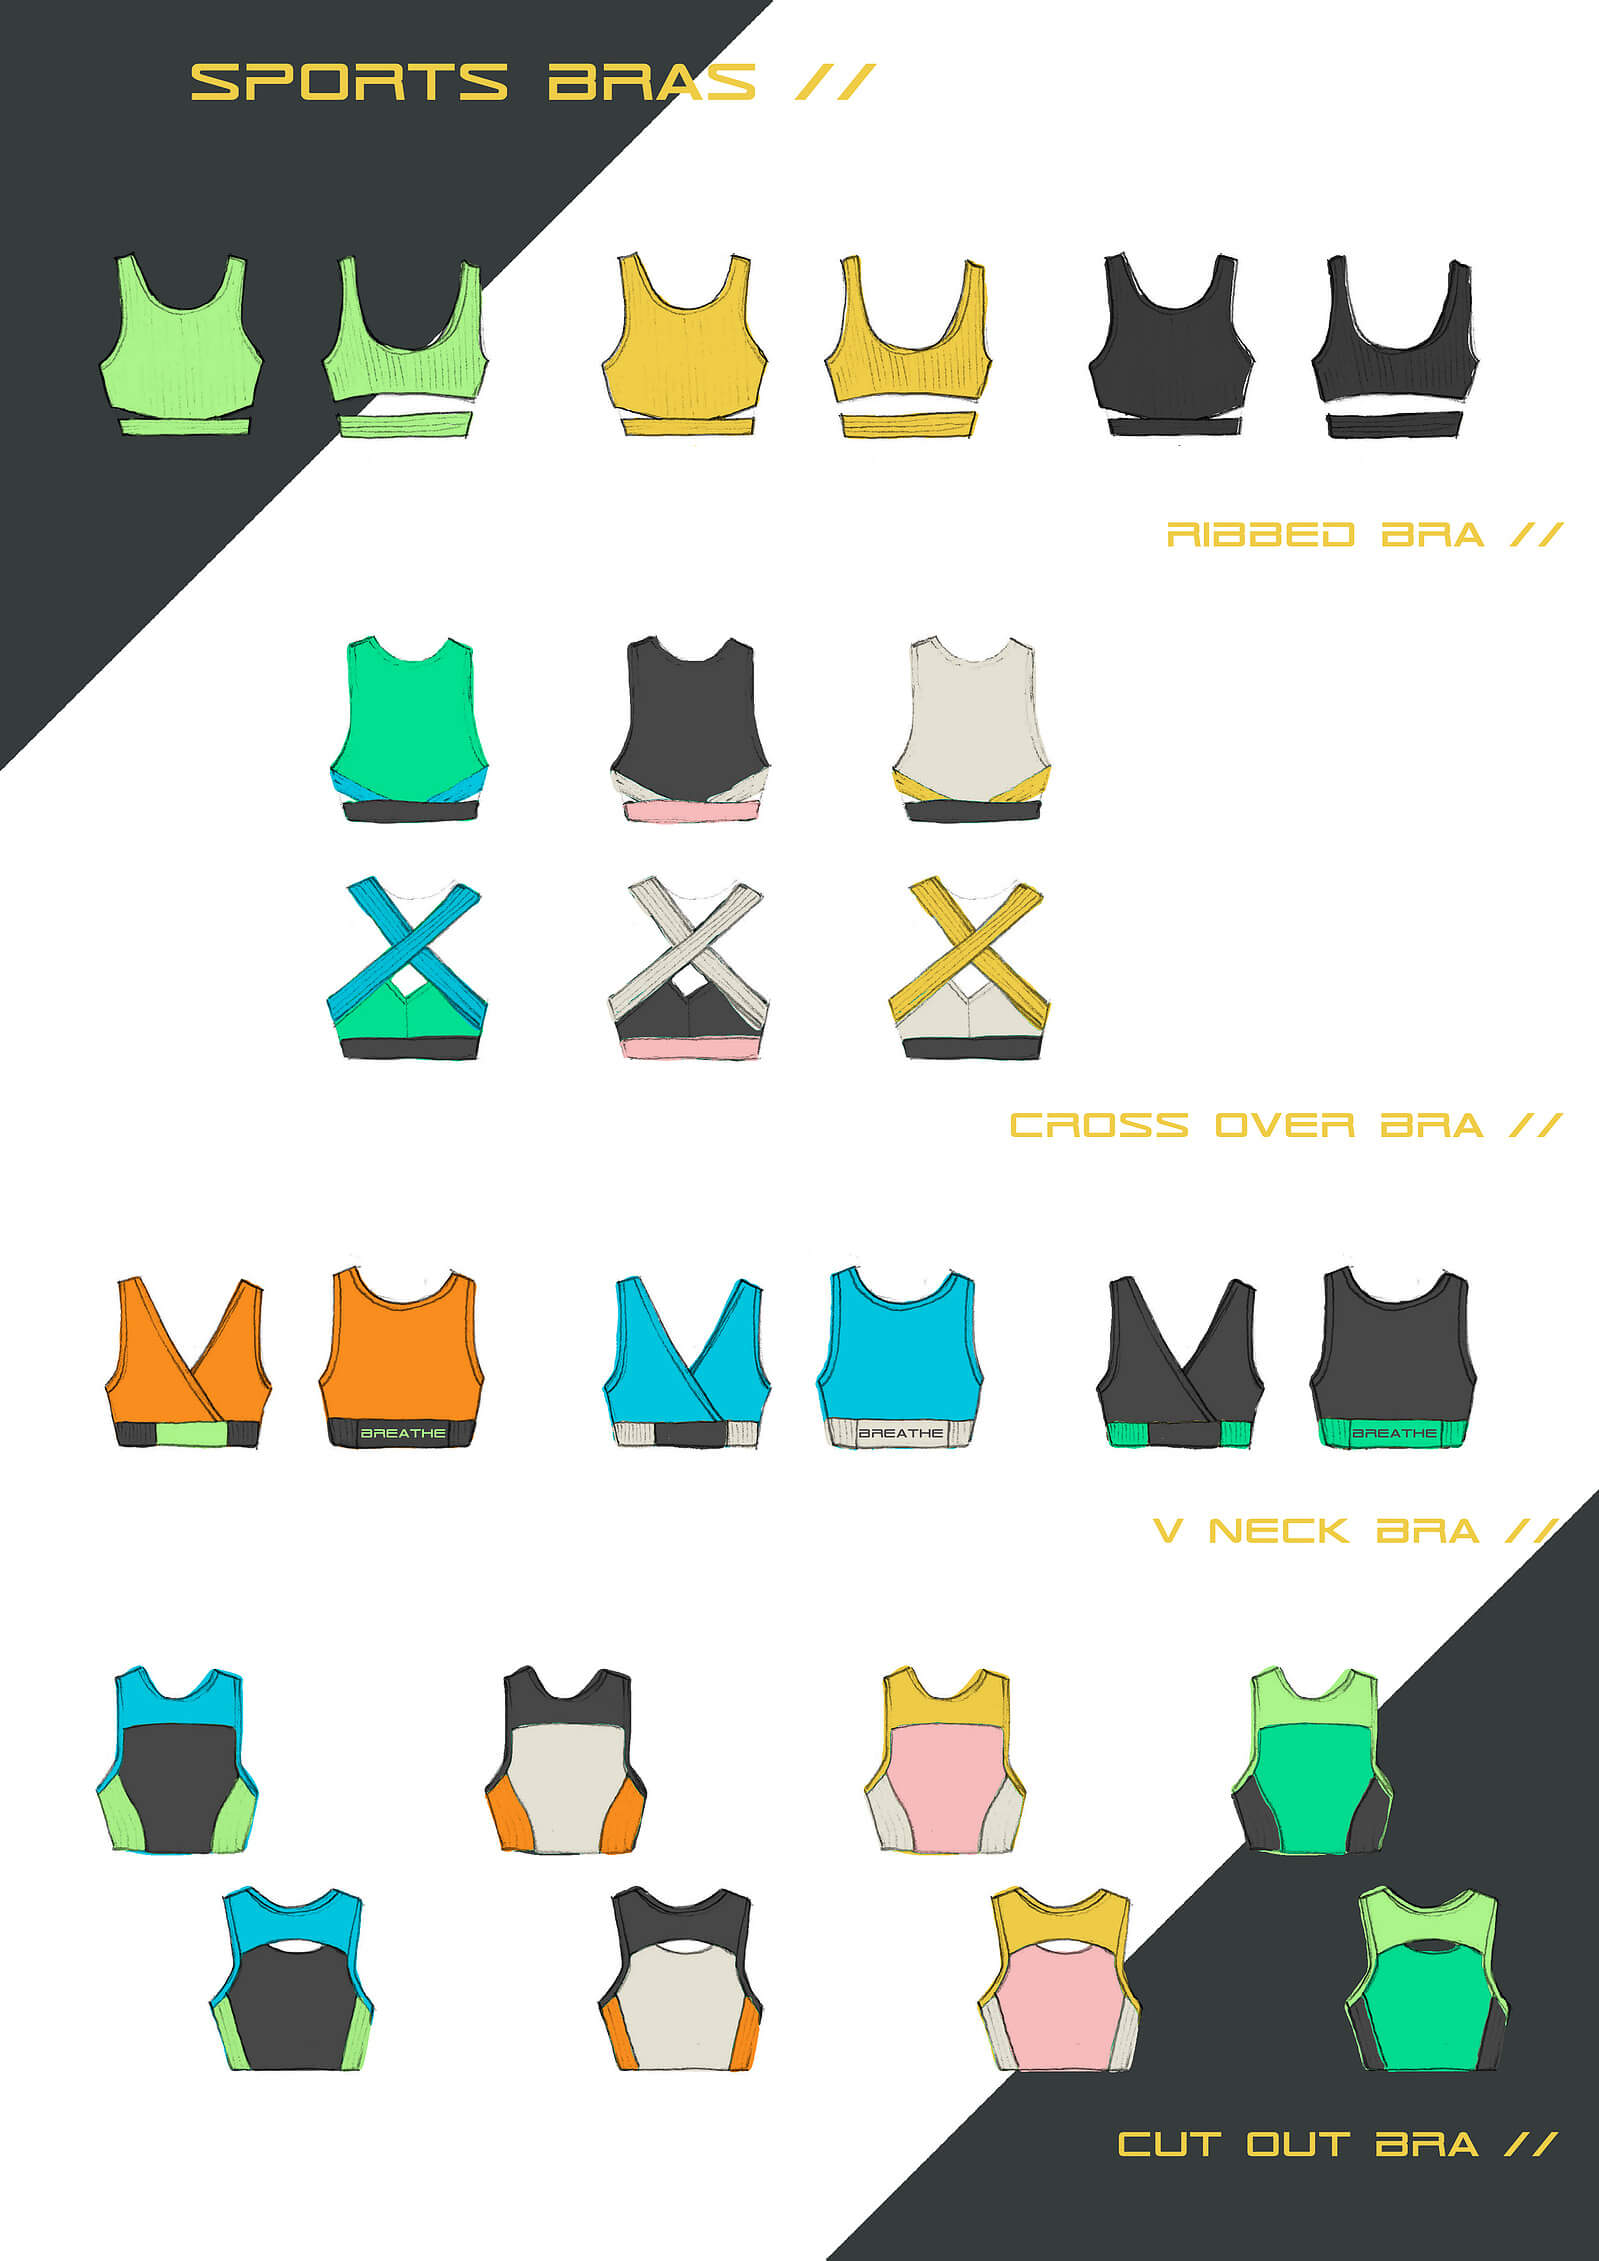 SPORTS BRAS //
RIBBED BRA //
CROSS OVER BRA //
BREATHE
BREATHE
BREATHE
V NECK BRA //
CUT OUT BRA //